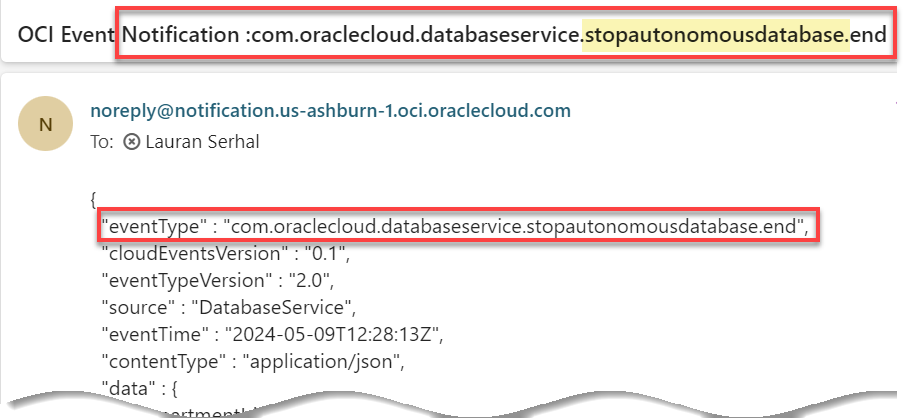 OCI Event Notification :com.oraclecloud.databaseservice.stopautonomousdatabase.end
N
noreply@notification.us-ashburn-1.oci.oraclecloud.com
To: Lauran Serhal
{
"eventType" : "com.oraclecloud.databaseservice.stopautonomousdatabase.end",
"cloudEventsVersion" : "0.1",
"eventTypeVersion" : "2.0",
"source" : "DatabaseService",
"eventTime" : "2024-05-09T12:28:13Z",
"contentType" : "application/json",
"data" : {